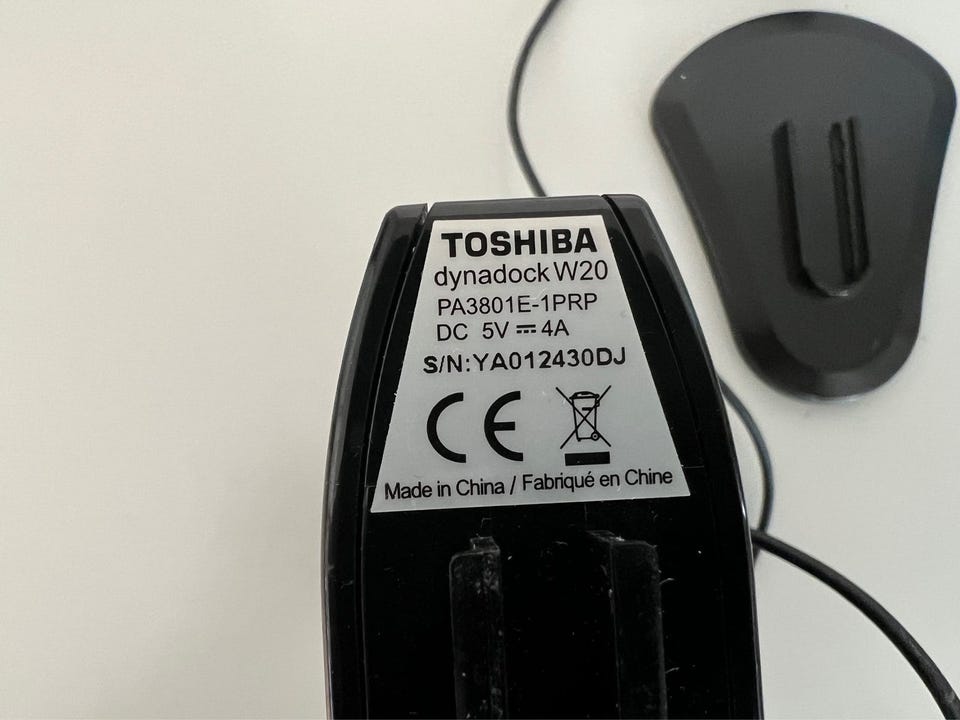 TOSHIBA
dynadock W20
PA3801E-1PRP
DC 5V ⎓ 4A
S/N:YA012430DJ
CE
Made in China / Fabriqué en Chine